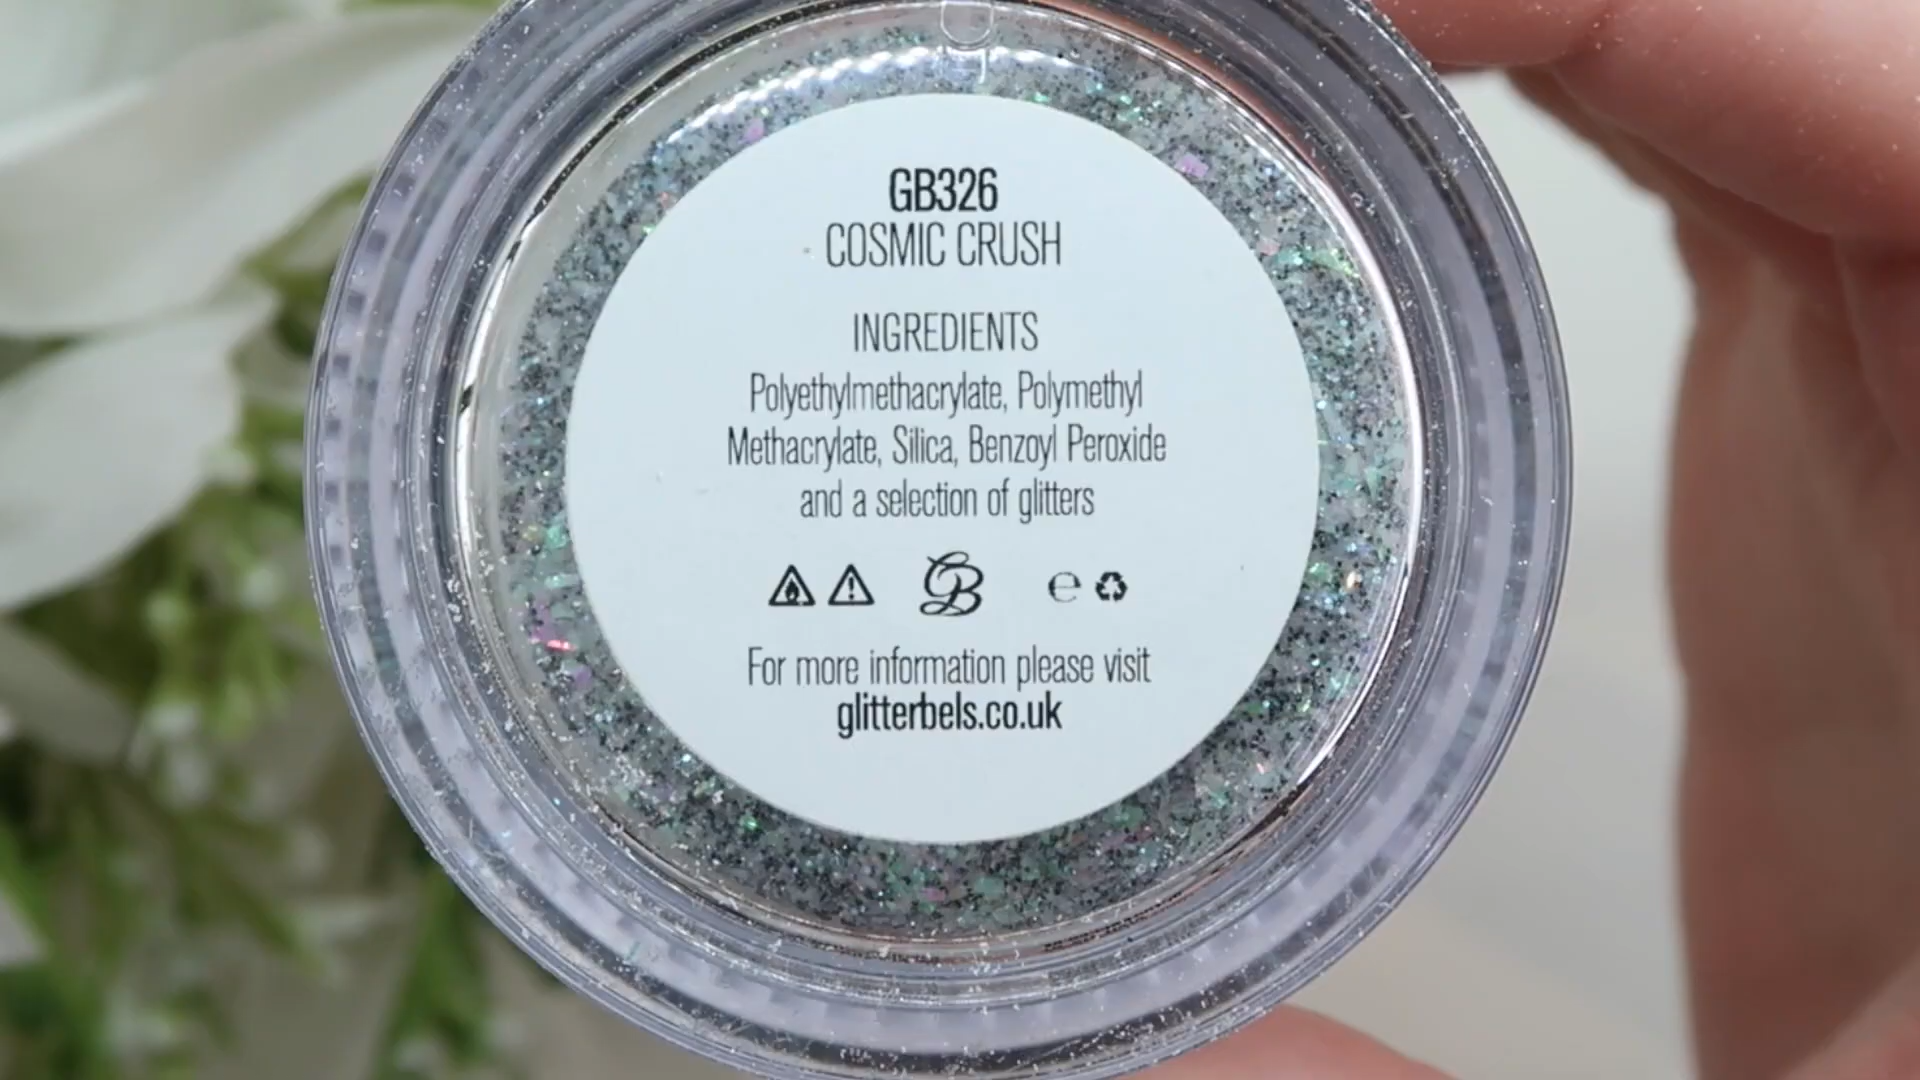 GB326
COSMIC CRUSH
INGREDIENTS
Polyethylmethacrylate, Polymethyl
Methacrylate, Silica, Benzoyl Peroxide
and a selection of glitters
GB ℮
For more information please visit
glitterbels.co.uk